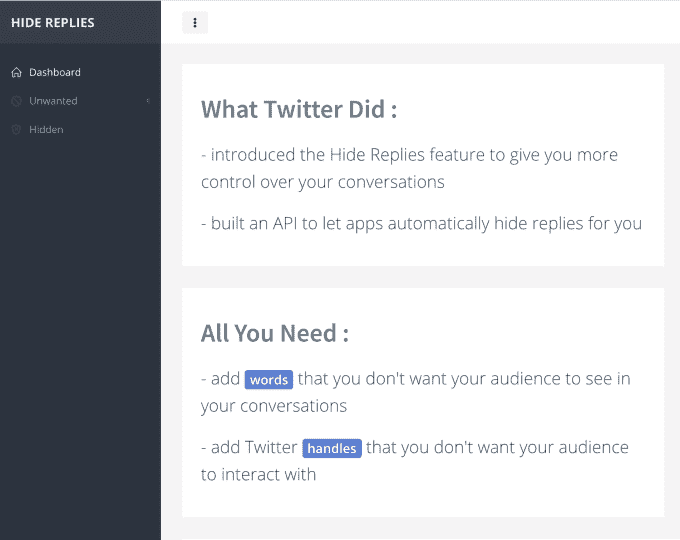 HIDE REPLIES
Dashboard
Unwanted
Hidden
What Twitter Did :
- introduced the Hide Replies feature to give you more
control over your conversations
- built an API to let apps automatically hide replies for you
All You Need :
- add words that you don't want your audience to see in
your conversations
- add Twitter handles that you don't want your audience
to interact with